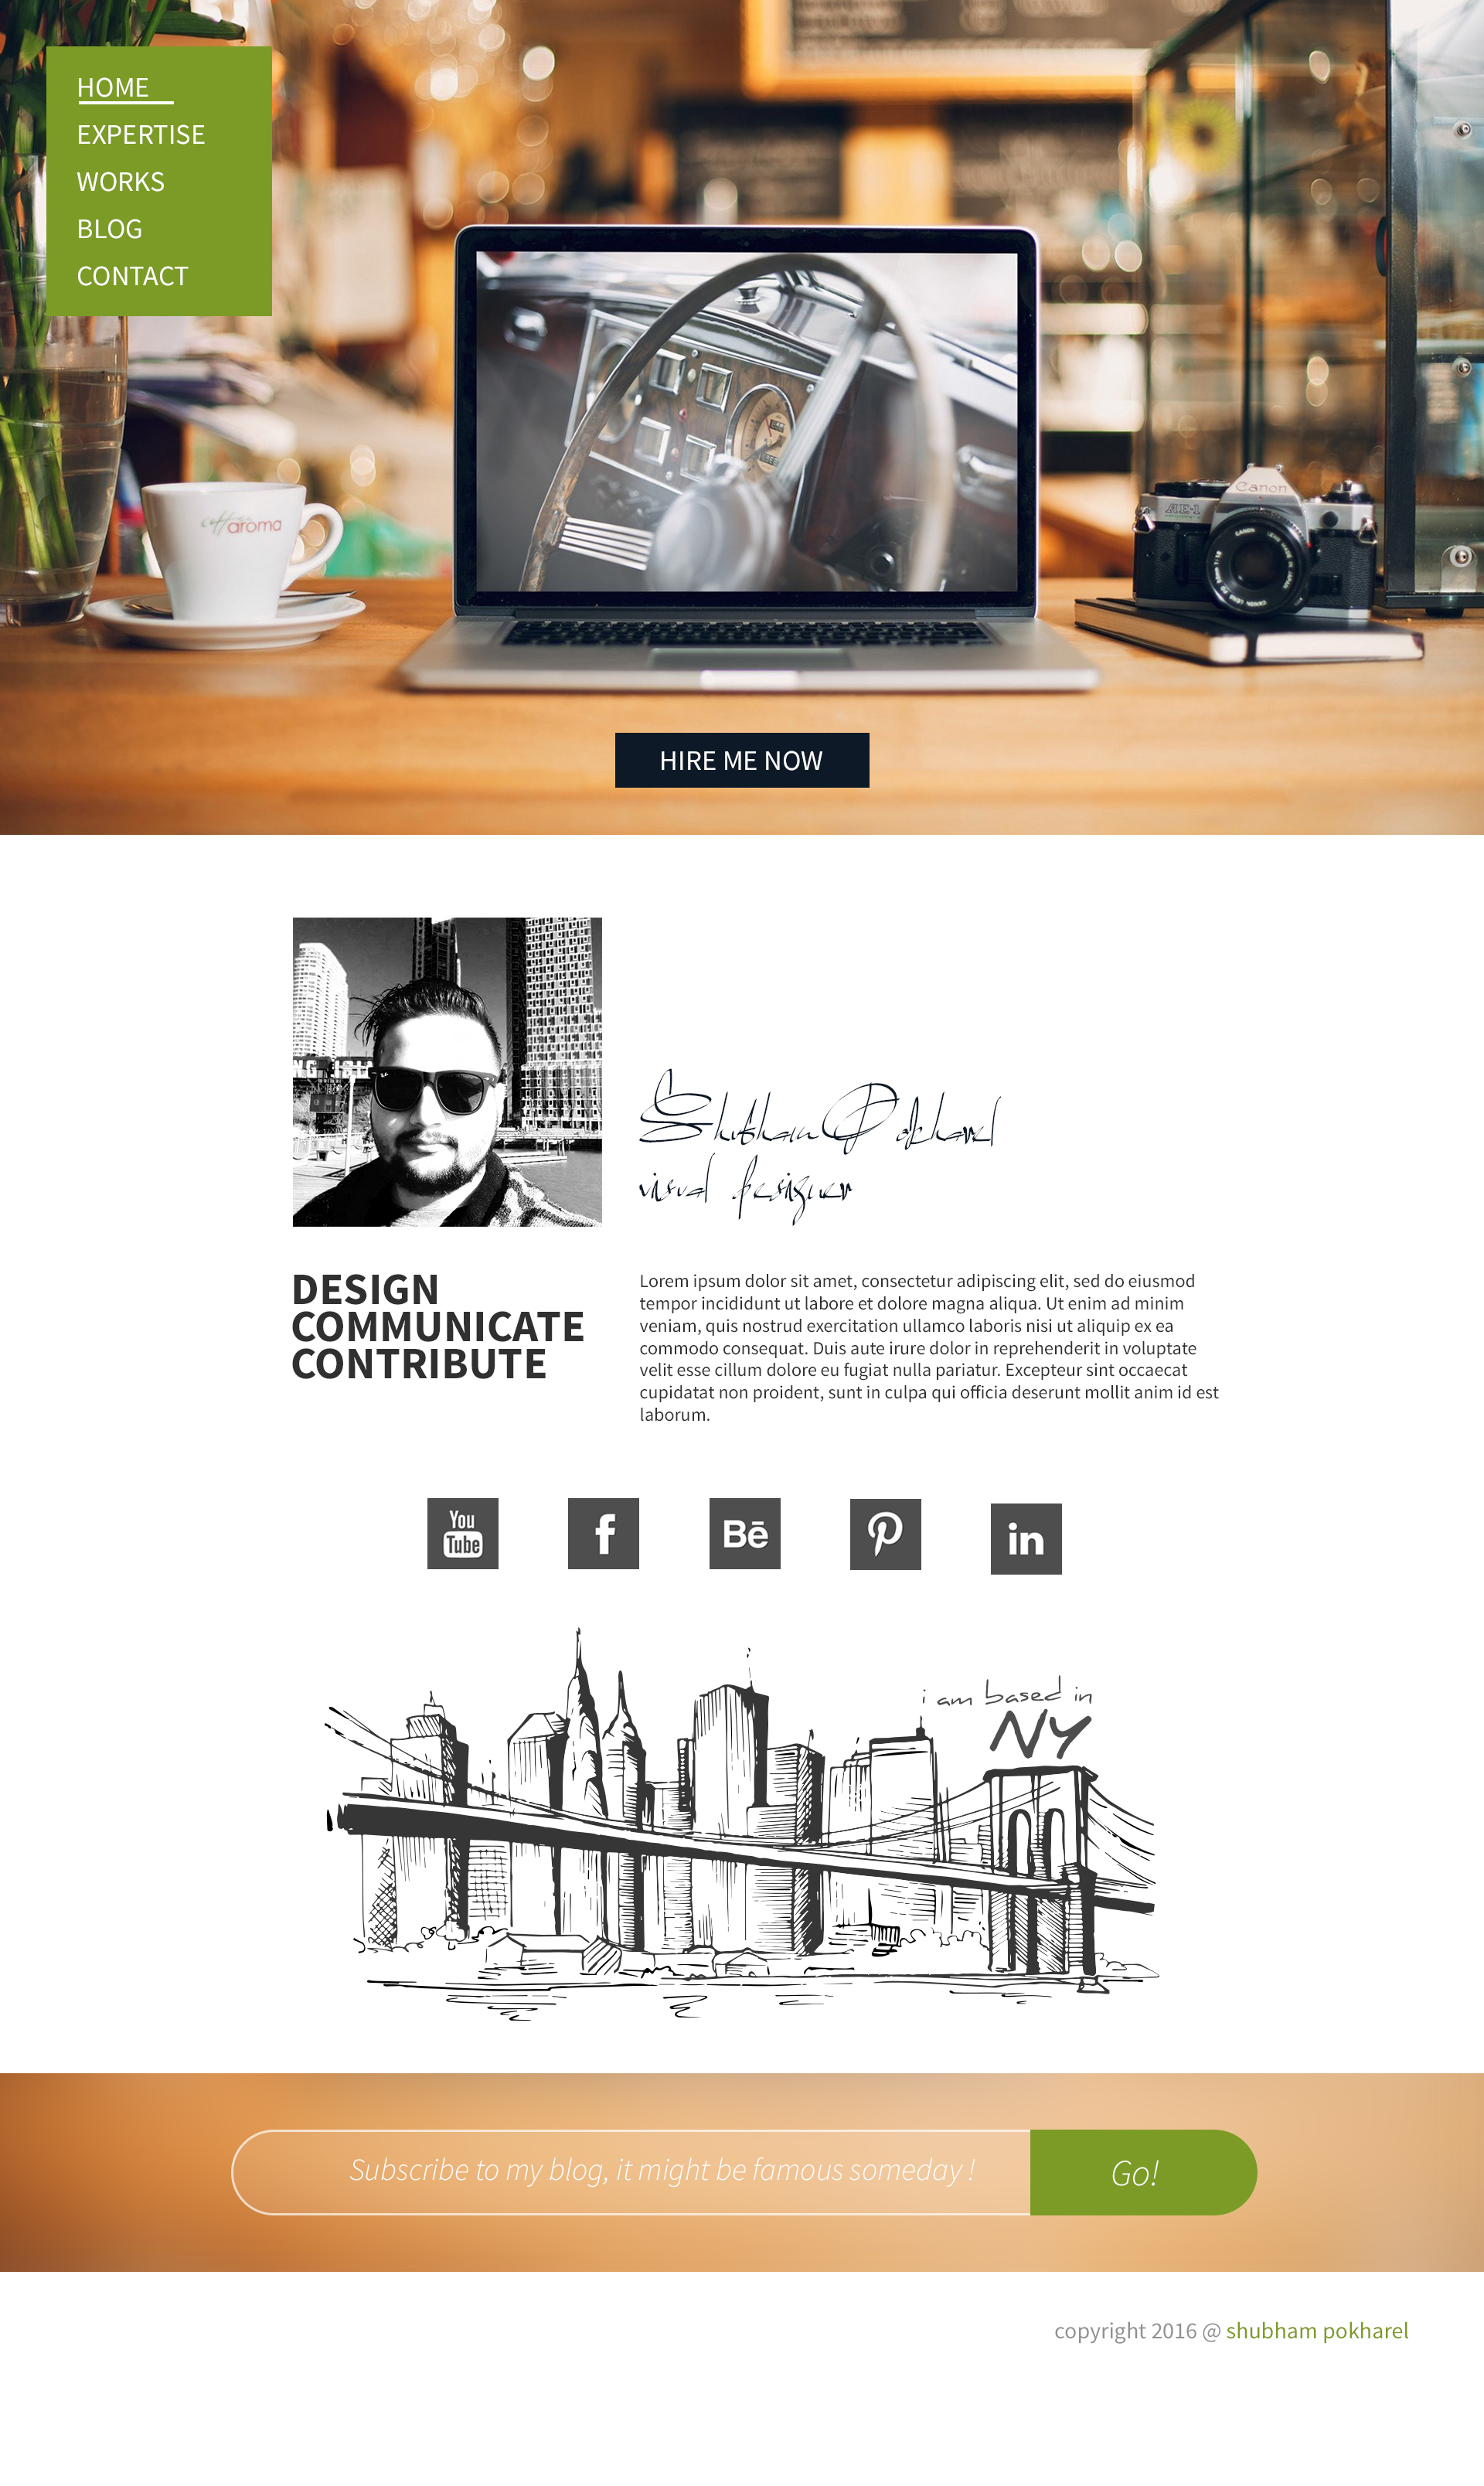 HOME
EXPERTISE
WORKS
BLOG
CONTACT
coffee
aroma
Canon
AE-1
HIRE ME NOW
Shubham Pokharel
visual Designer
DESIGN
COMMUNICATE
CONTRIBUTE
Lorem ipsum dolor sit amet, consectetur adipiscing elit, sed do eiusmod
tempor incididunt ut labore et dolore magna aliqua. Ut enim ad minim
veniam, quis nostrud exercitation ullamco laboris nisi ut aliquip ex ea
commodo consequat. Duis aute irure dolor in reprehenderit in voluptate
velit esse cillum dolore eu fugiat nulla pariatur. Excepteur sint occaecat
cupidatat non proident, sunt in culpa qui officia deserunt mollit anim id est
laborum.
You
Tube
f
Bē
in
i am based in
NY
Subscribe to my blog, it might be famous someday !
Go!
copyright 2016 @ shubham pokharel